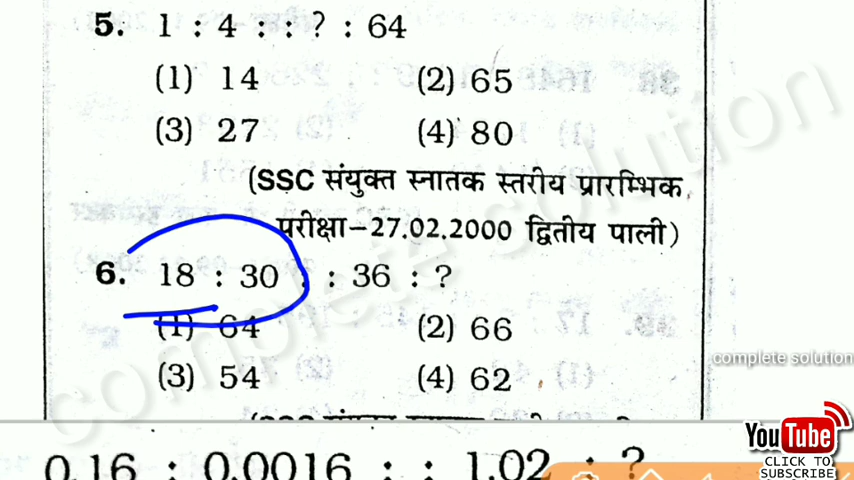 5. 1 : 4 : : ? : 64
(1) 14 (2) 65
(3) 27 (4) 80
(SSC संयुक्त स्नातक स्तरीय प्रारम्भिक
परीक्षा–27.02.2000 द्वितीय पाली)
6. 18 : 30 : : 36 : ?
(1) 64 (2) 66
(3) 54 (4) 62
complete solution
complete solution
0.16 : 0.0016 : : 1.02 : ?
YouTube
CLICK TO
SUBSCRIBE